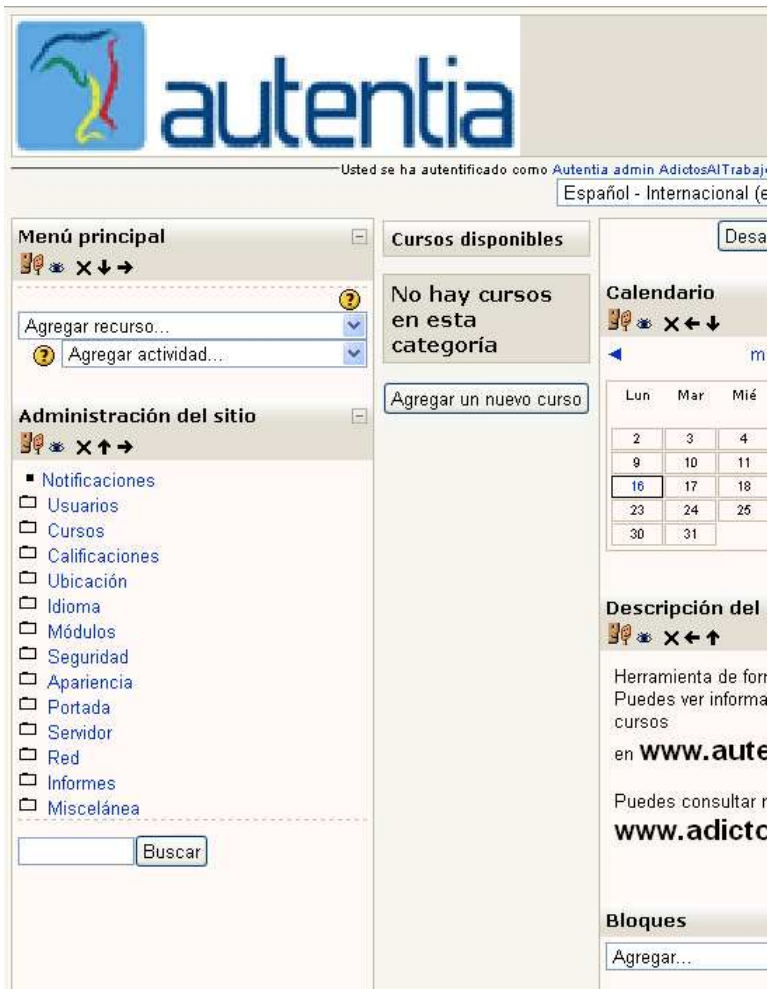 autentia
Usted se ha autentificado como Autentia admin AdictosAlTrabajo
Español - Internacional (e
Menú principal
Agregar recurso...
Agregar actividad...
Administración del sitio
Notificaciones
Usuarios
Cursos
Calificaciones
Ubicación
Idioma
Módulos
Seguridad
Apariencia
Portada
Servidor
Red
Informes
Miscelánea
Buscar
Cursos disponibles
No hay cursos
en esta
categoría
Agregar un nuevo curso
Desa
Calendario
m
Lun Mar Mié
2 3 4
9 10 11
16 17 18
23 24 25
30 31
Descripción del
Herramienta de for
Puedes ver informa
cursos
en www.aute
Puedes consultar
www.adicto
Bloques
Agregar...